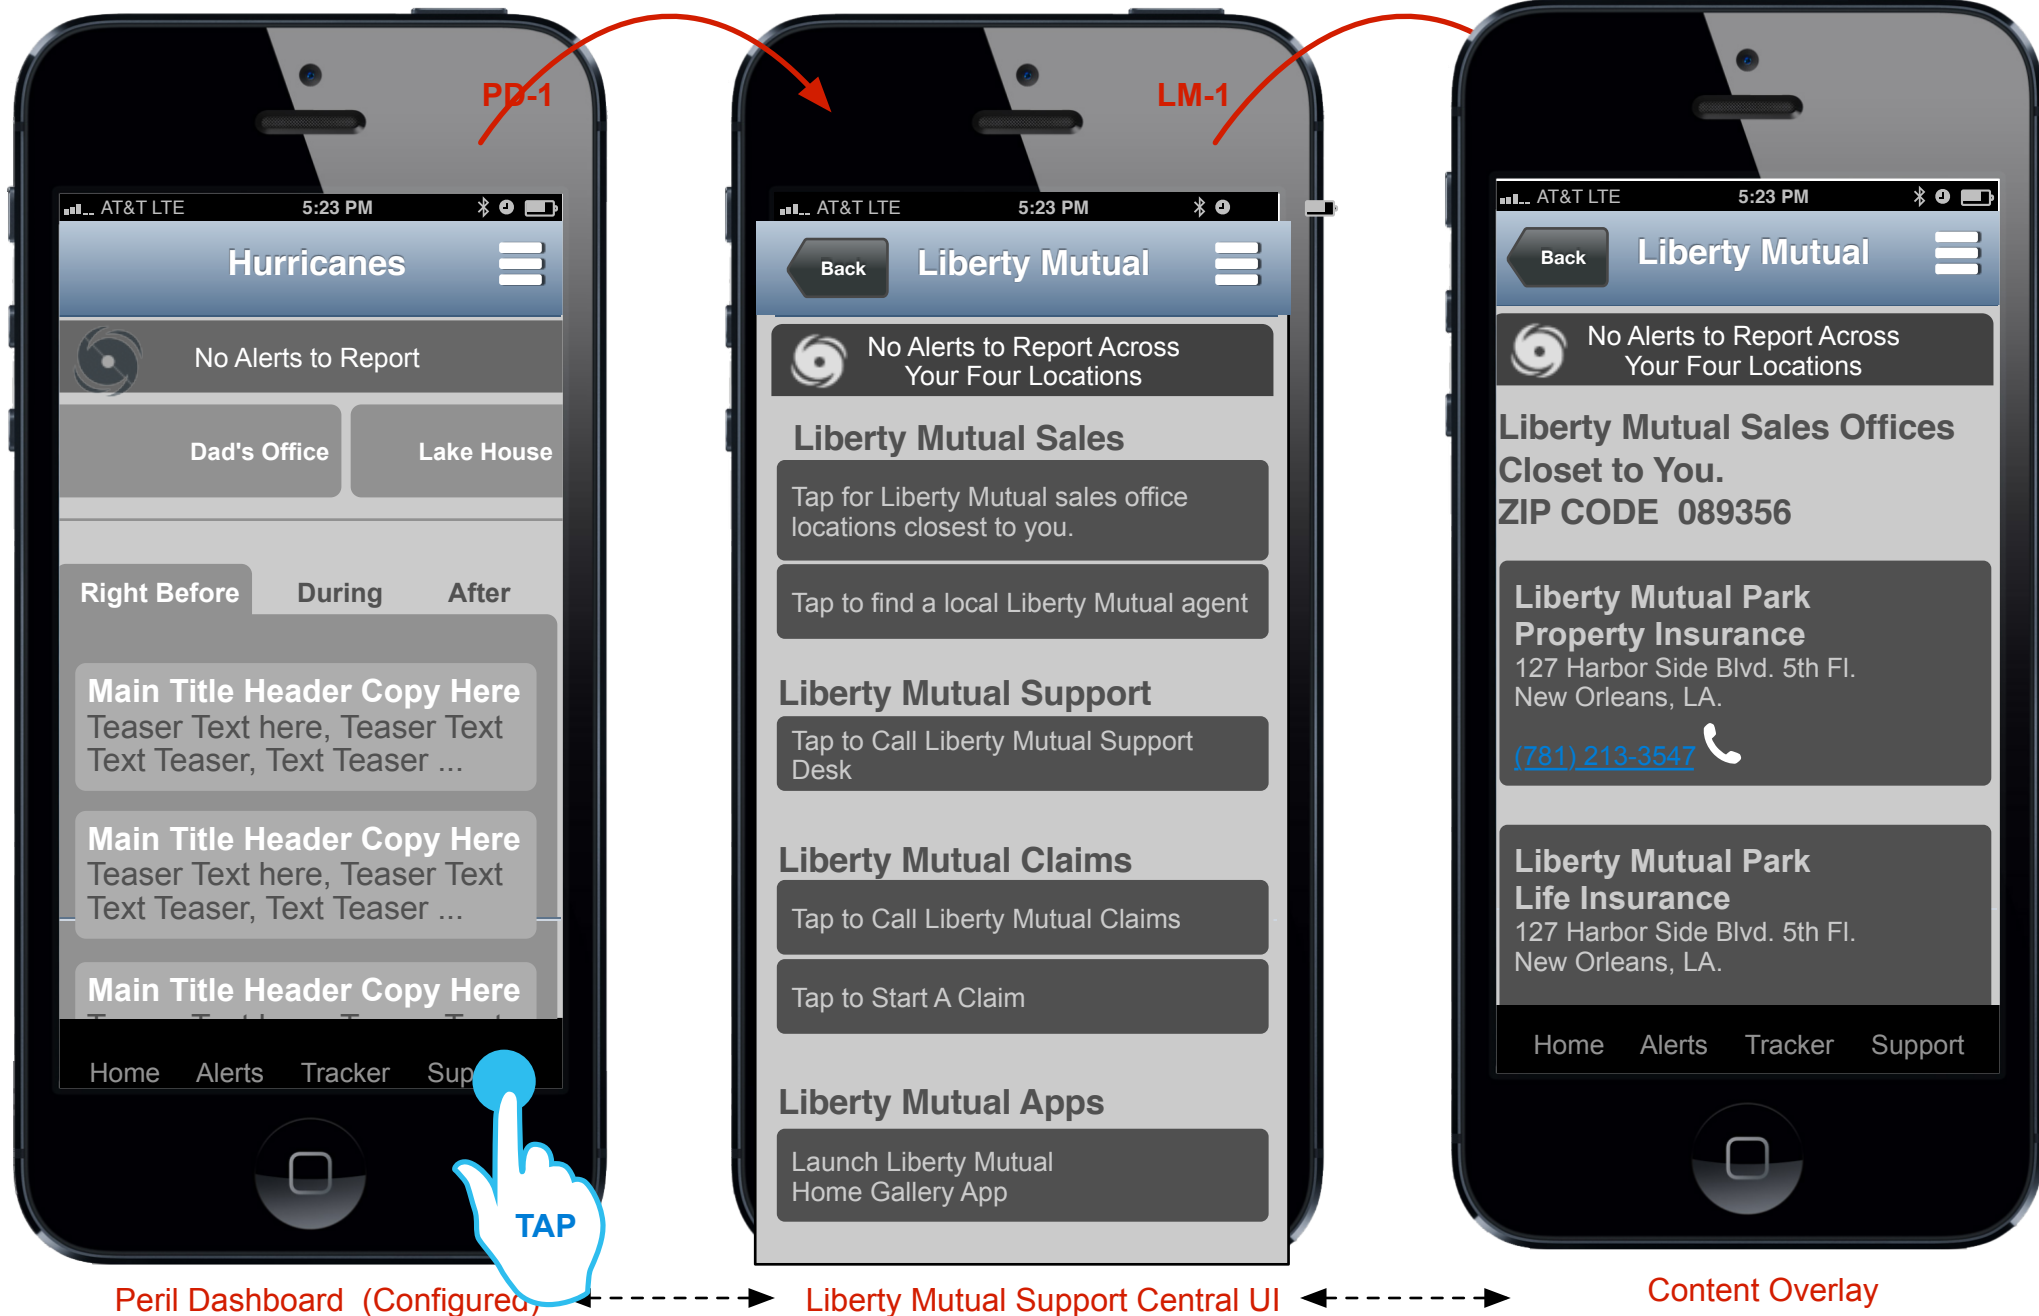 PD-1
AT&T LTE 5:23 PM
Hurricanes
No Alerts to Report
Dad's Office Lake House
Right Before During After
Main Title Header Copy Here
Teaser Text here, Teaser Text
Text Teaser, Text Teaser ...
Main Title Header Copy Here
Teaser Text here, Teaser Text
Text Teaser, Text Teaser ...
Main Title Header Copy Here
Home Alerts Tracker Sup
TAP
Peril Dashboard (Configured)
LM-1
AT&T LTE 5:23 PM
Back Liberty Mutual
No Alerts to Report Across
Your Four Locations
Liberty Mutual Sales
Tap for Liberty Mutual sales office
locations closest to you.
Tap to find a local Liberty Mutual agent
Liberty Mutual Support
Tap to Call Liberty Mutual Support
Desk
Liberty Mutual Claims
Tap to Call Liberty Mutual Claims
Tap to Start A Claim
Liberty Mutual Apps
Launch Liberty Mutual
Home Gallery App
Liberty Mutual Support Central UI
AT&T LTE 5:23 PM
Back Liberty Mutual
No Alerts to Report Across
Your Four Locations
Liberty Mutual Sales Offices
Closet to You.
ZIP CODE 089356
Liberty Mutual Park
Property Insurance
127 Harbor Side Blvd. 5th Fl.
New Orleans, LA.
(781) 213-3547
Liberty Mutual Park
Life Insurance
127 Harbor Side Blvd. 5th Fl.
New Orleans, LA.
Home Alerts Tracker Support
Content Overlay